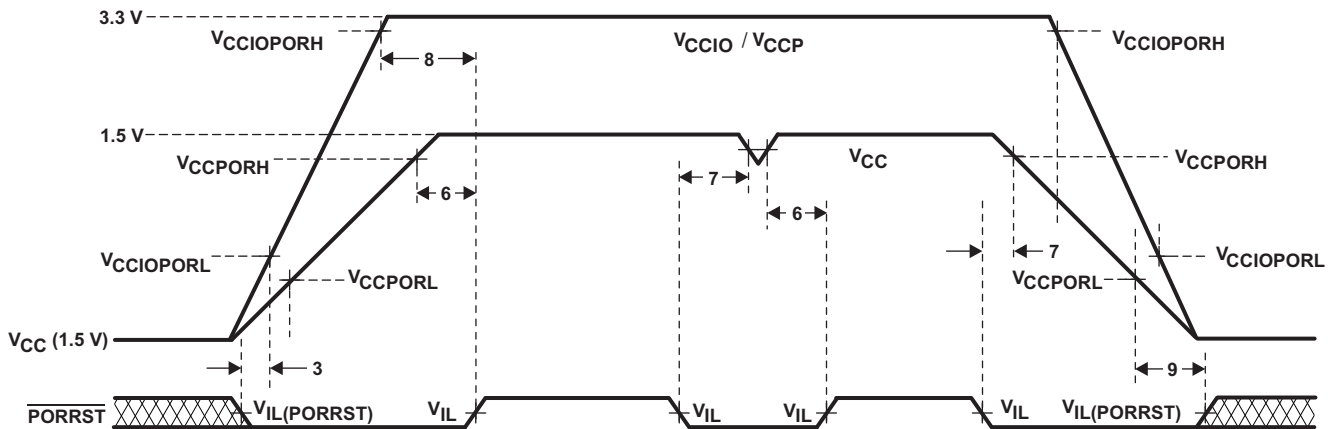 3.3 V
VCCIOPORH
8
VCCIO / VCCP
VCCIOPORH
1.5 V
VCCPORH
6
7
VCC
6
VCCPORH
7
VCCIOPORL
VCCPORL
VCCPORL
VCCIOPORL
VCC (1.5 V)
3
9
PORRST
VIL(PORRST)
VIL
VIL
VIL
VIL
VIL(PORRST)